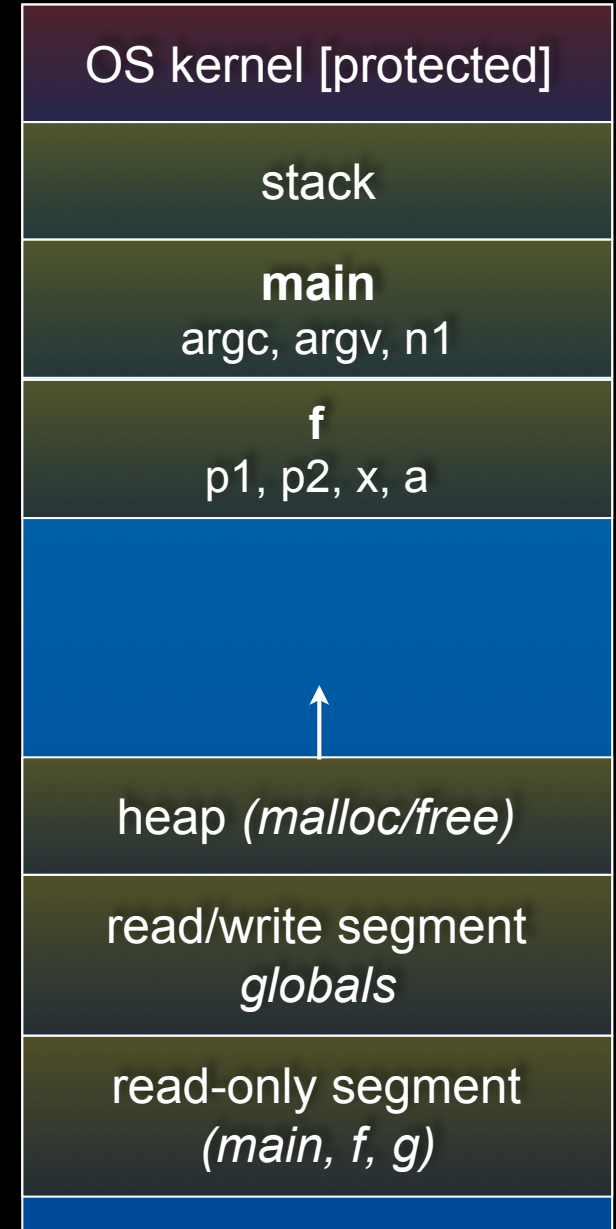 OS kernel [protected]
stack
main
argc, argv, n1
f
p1, p2, x, a
heap (malloc/free)
read/write segment
globals
read-only segment
(main, f, g)